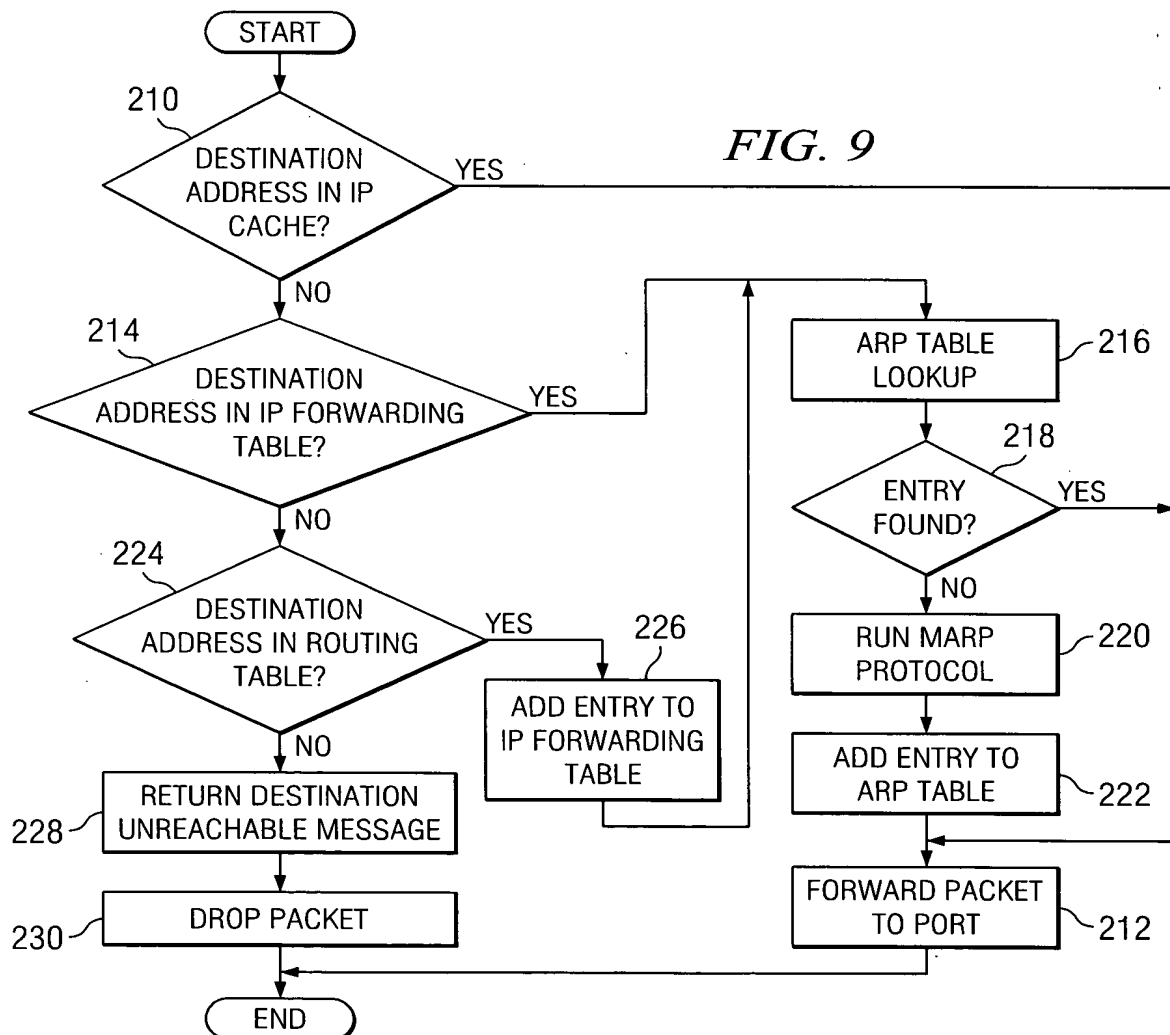 START
210
DESTINATION
ADDRESS IN IP
CACHE?
YES
FIG. 9
NO
214
DESTINATION
ADDRESS IN IP FORWARDING
TABLE?
YES
ARP TABLE
LOOKUP
216
218
ENTRY
FOUND?
YES
NO
NO
224
DESTINATION
ADDRESS IN ROUTING
TABLE?
YES
226
ADD ENTRY TO
IP FORWARDING
TABLE
RUN MARP
PROTOCOL
220
ADD ENTRY TO
ARP TABLE
222
NO
RETURN DESTINATION
UNREACHABLE MESSAGE
228
DROP PACKET
230
FORWARD PACKET
TO PORT
212
END